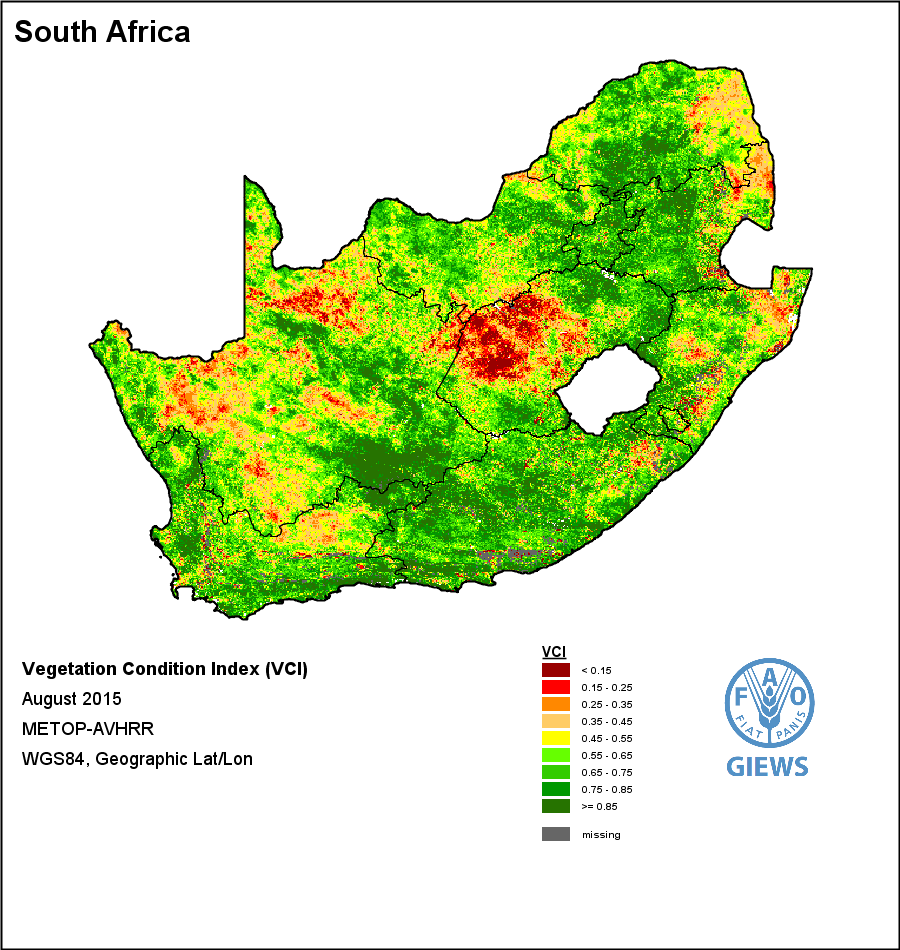 South Africa
Vegetation Condition Index (VCI)
August 2015
METOP-AVHRR
WGS84, Geographic Lat/Lon
VCI
< 0.15
0.15 - 0.25
0.25 - 0.35
0.35 - 0.45
0.45 - 0.55
0.55 - 0.65
0.65 - 0.75
0.75 - 0.85
>= 0.85
missing
F A O
FIAT PANIS
GIEWS